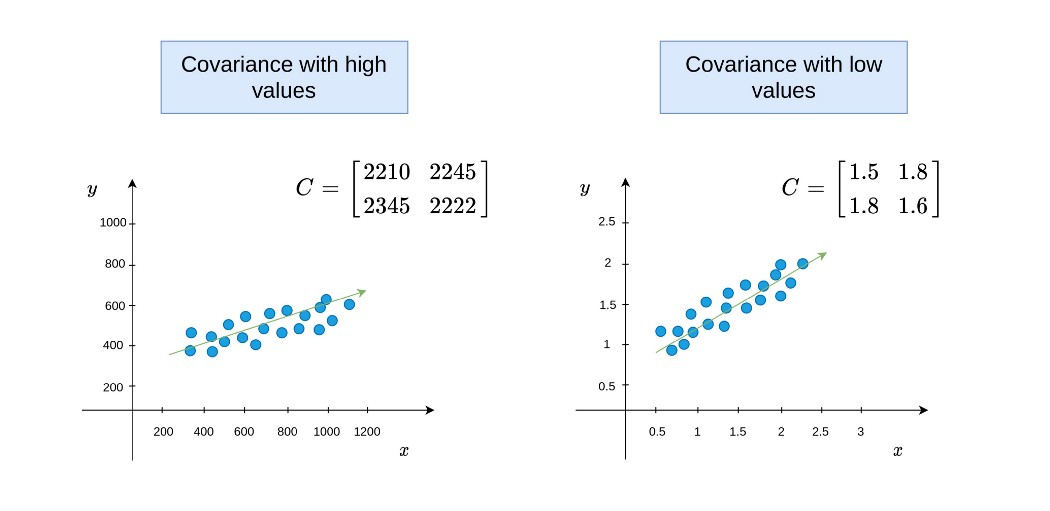 Covariance with high
values
Covariance with low
values
y
C = [2210 2245
2345 2222]
1000
800
600
400
200
200 400 600 800 1000 1200
x
y
C = [1.5 1.8
1.8 1.6]
2.5
2
1.5
1
0.5
0.5 1 1.5 2 2.5 3
x